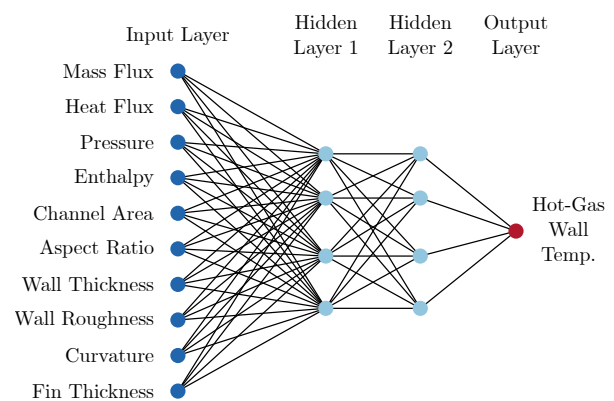 Input Layer
Hidden
Layer 1
Hidden
Layer 2
Output
Layer
Mass Flux
Heat Flux
Pressure
Enthalpy
Channel Area
Aspect Ratio
Wall Thickness
Wall Roughness
Curvature
Fin Thickness
Hot-Gas
Wall
Temp.